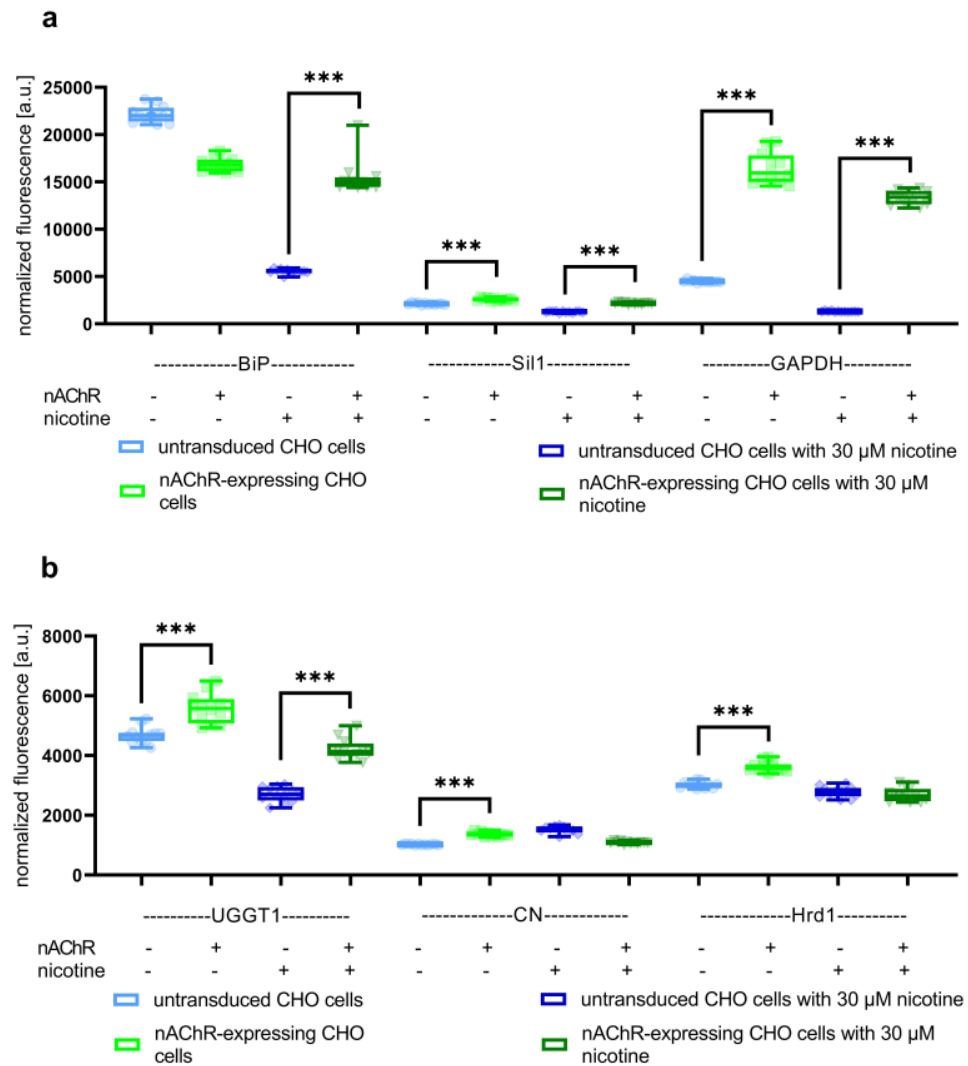 a
normalized fluorescence [a.u.]
25000
20000
15000
10000
5000
0
***
***
***
***
***
------------BiP------------
------------Sil1------------
----------GAPDH----------
nAChR - + - + - + - + - + - +
nicotine - - + + - - + + - - + +
untransduced CHO cells
nAChR-expressing CHO
cells
untransduced CHO cells with 30 µM nicotine
nAChR-expressing CHO cells with 30 µM
nicotine
b
normalized fluorescence [a.u.]
8000
6000
4000
2000
0
***
***
***
***
----------UGGT1----------
-------------CN------------
-------------Hrd1-----------
nAChR - + - + - + - + - + - +
nicotine - - + + - - + + - - + +
untransduced CHO cells
nAChR-expressing CHO
cells
untransduced CHO cells with 30 µM nicotine
nAChR-expressing CHO cells with 30 µM
nicotine